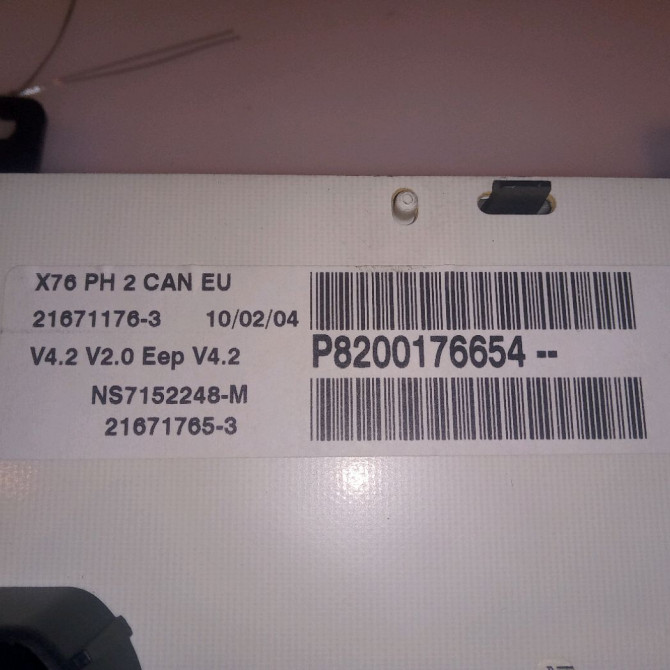 X76 PH 2 CAN EU
21671176-3 10/02/04
V4.2 V2.0 Eep V4.2
P8200176654 --
NS7152248-M
21671765-3